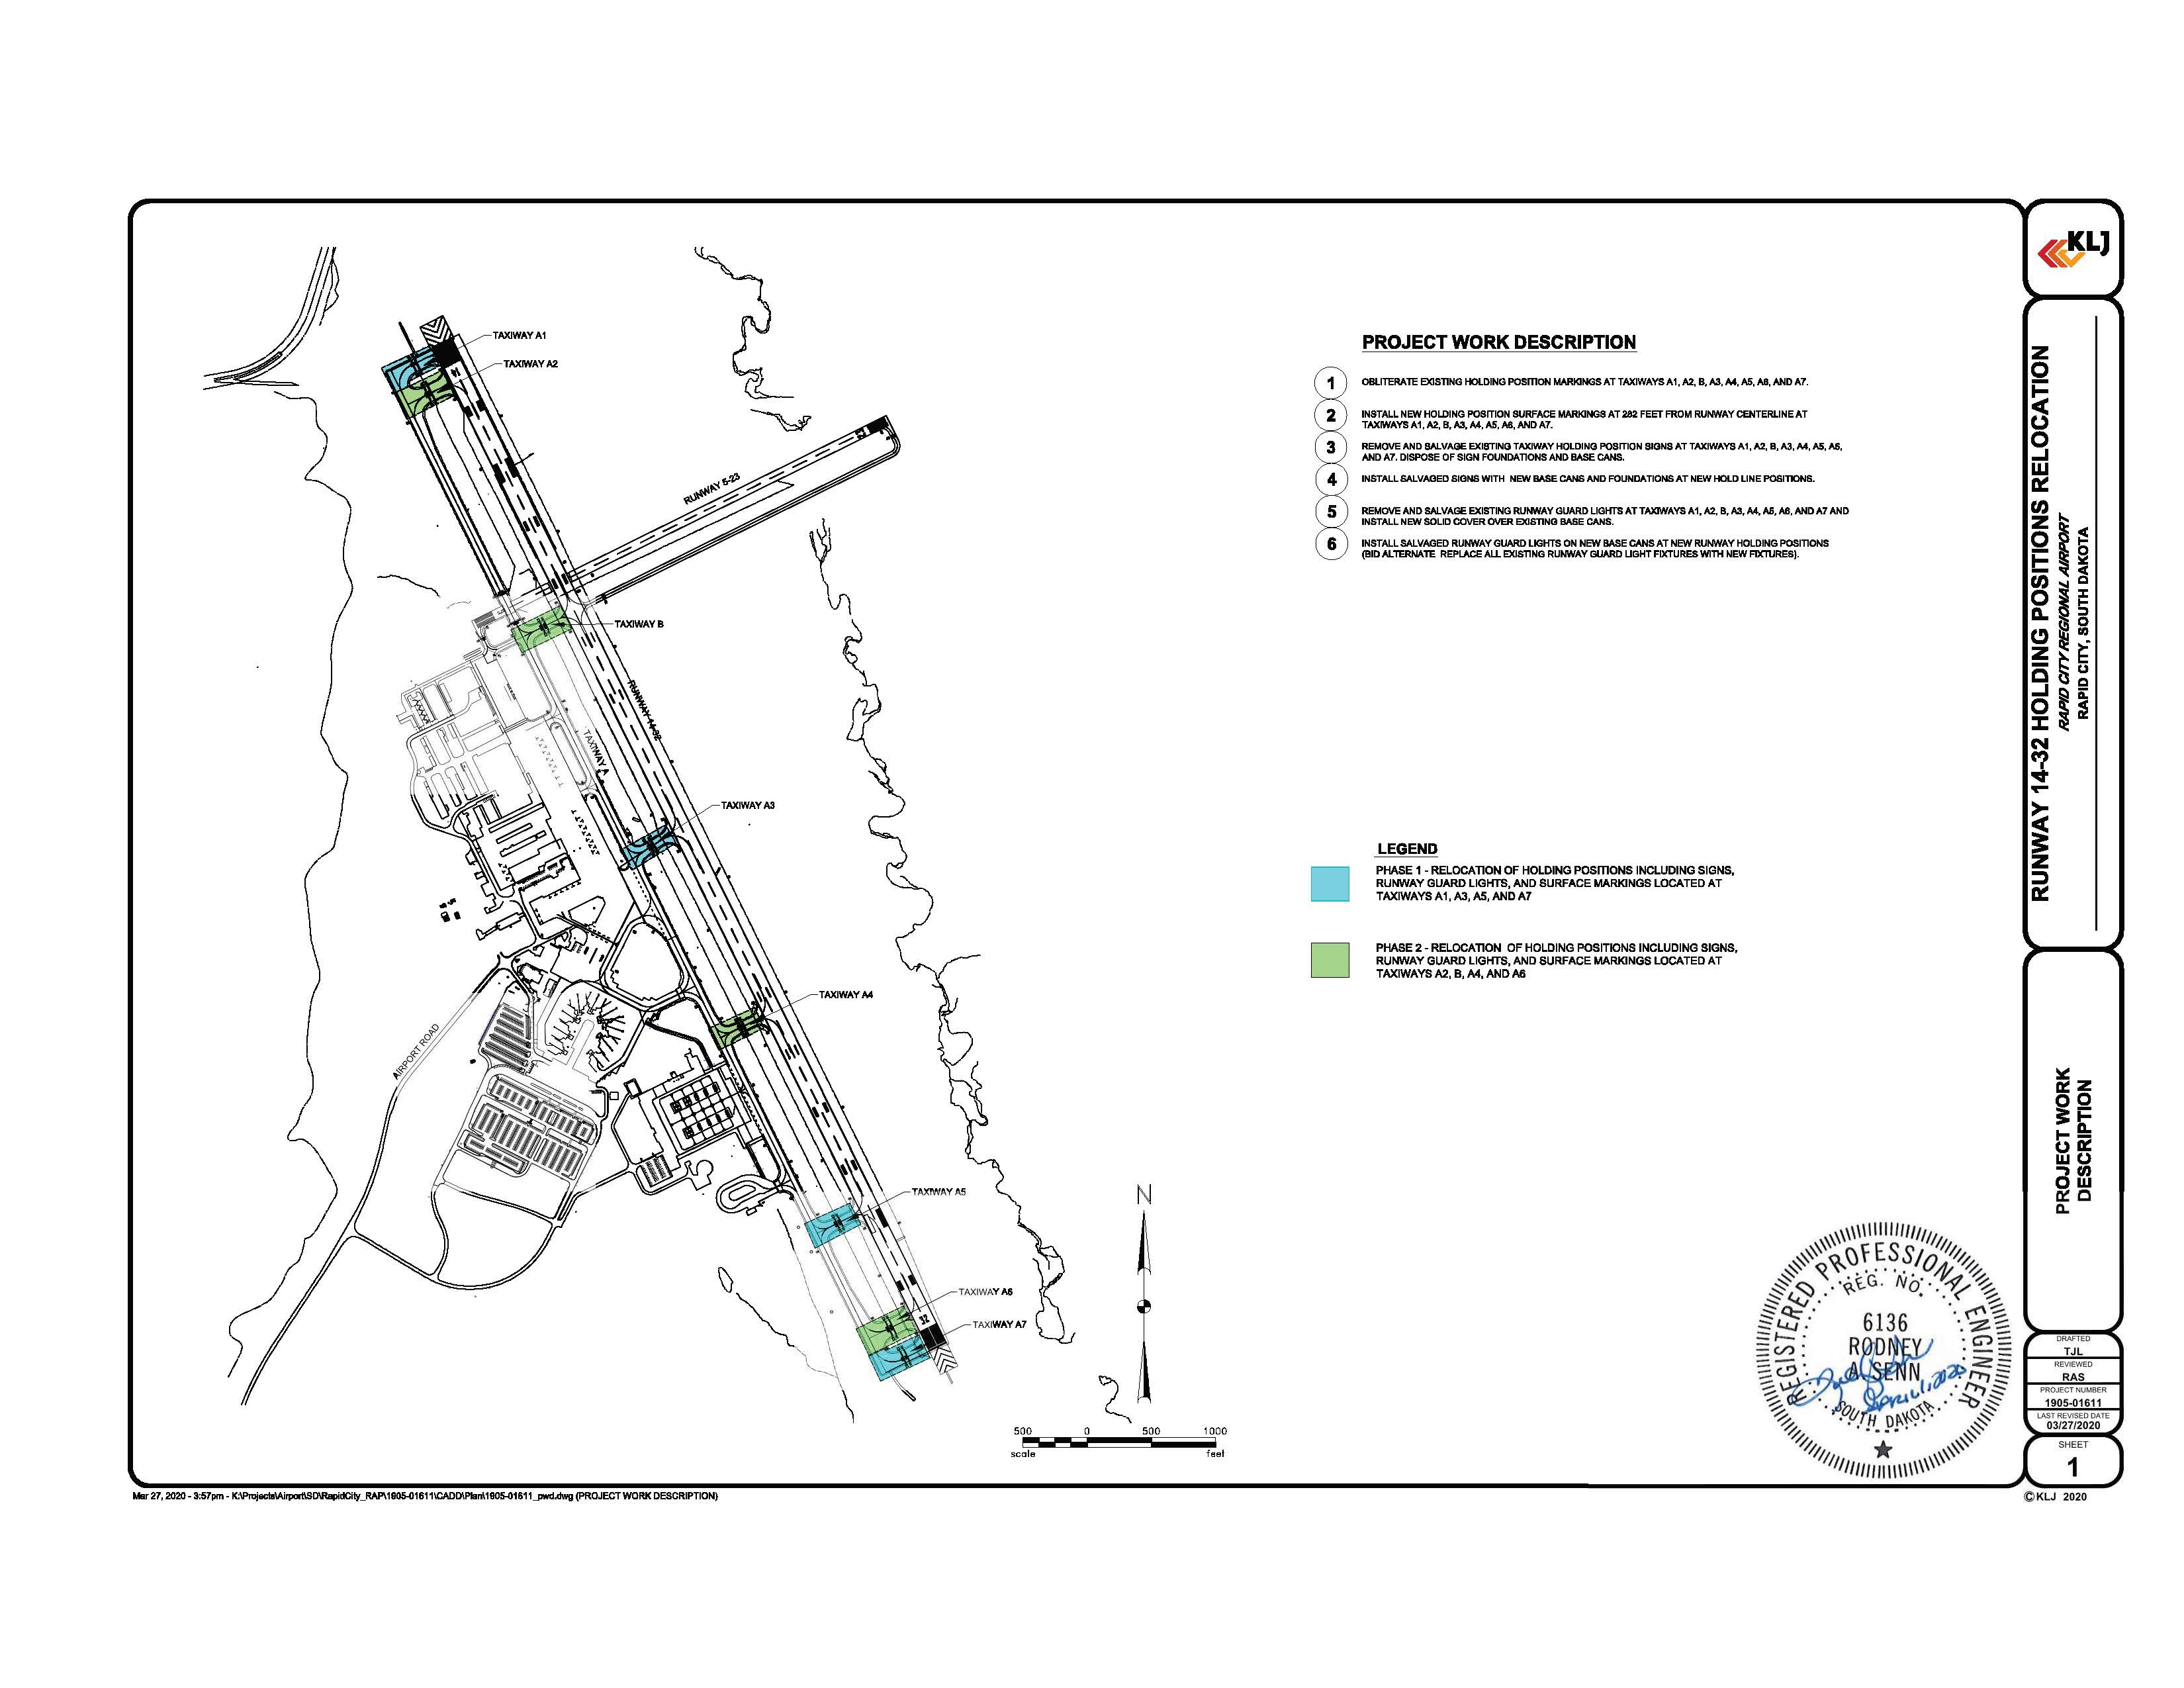 TAXIWAY A1
TAXIWAY A2
RUNWAY 5-23
TAXIWAY B
RUNWAY 14-32
TAXIWAY A
TAXIWAY A3
TAXIWAY A4
AIRPORT ROAD
TAXIWAY A5
TAXIWAY A6
32
TAXIWAY A7
N
500 0 500 1000
scale feet
PROJECT WORK DESCRIPTION
1 OBLITERATE EXISTING HOLDING POSITION MARKINGS AT TAXIWAYS A1, A2, B, A3, A4, A5, A6, AND A7.
2 INSTALL NEW HOLDING POSITION SURFACE MARKINGS AT 282 FEET FROM RUNWAY CENTERLINE AT
TAXIWAYS A1, A2, B, A3, A4, A5, A6, AND A7.
3 REMOVE AND SALVAGE EXISTING TAXIWAY HOLDING POSITION SIGNS AT TAXIWAYS A1, A2, B, A3, A4, A5, A6,
AND A7. DISPOSE OF SIGN FOUNDATIONS AND BASE CANS.
4 INSTALL SALVAGED SIGNS WITH NEW BASE CANS AND FOUNDATIONS AT NEW HOLD LINE POSITIONS.
5 REMOVE AND SALVAGE EXISTING RUNWAY GUARD LIGHTS AT TAXIWAYS A1, A2, B, A3, A4, A5, A6, AND A7 AND
INSTALL NEW SOLID COVER OVER EXISTING BASE CANS.
6 INSTALL SALVAGED RUNWAY GUARD LIGHTS ON NEW BASE CANS AT NEW RUNWAY HOLDING POSITIONS
(BID ALTERNATE REPLACE ALL EXISTING RUNWAY GUARD LIGHT FIXTURES WITH NEW FIXTURES).
LEGEND
PHASE 1 - RELOCATION OF HOLDING POSITIONS INCLUDING SIGNS,
RUNWAY GUARD LIGHTS, AND SURFACE MARKINGS LOCATED AT
TAXIWAYS A1, A3, A5, AND A7
PHASE 2 - RELOCATION OF HOLDING POSITIONS INCLUDING SIGNS,
RUNWAY GUARD LIGHTS, AND SURFACE MARKINGS LOCATED AT
TAXIWAYS A2, B, A4, AND A6
REGISTERED PROFESSIONAL ENGINEER
REG. NO.
6136
RODNEY
A. SENN
April 1, 2020
SOUTH DAKOTA
KLJ
RUNWAY 14-32 HOLDING POSITIONS RELOCATION
RAPID CITY REGIONAL AIRPORT
RAPID CITY, SOUTH DAKOTA
PROJECT WORK
DESCRIPTION
DRAFTED
TJL
REVIEWED
RAS
PROJECT NUMBER
1905-01611
LAST REVISED DATE
03/27/2020
SHEET
1
© KLJ 2020
Mar 27, 2020 - 3:57pm - K:\Projects\Airport\SD\RapidCity_RAP\1905-01611\CADD\Plan\1905-01611_pwd.dwg (PROJECT WORK DESCRIPTION)